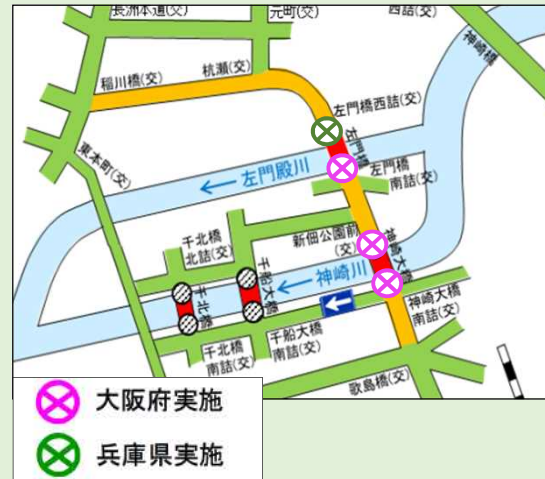 長洲本通(交)
元町(交)
西詰(交)
神崎橋
杭瀬(交)
稲川橋(交)
左門橋西詰(交)
左門橋
東本町(交)
左門殿川
左門橋
南詰(交)
千北橋
北詰(交)
新佃公園前
(交)
神崎大橋
千船大橋
神崎川
千北橋
神崎大橋
南詰(交)
千北橋
南詰(交)
千船大橋
南詰(交)
歌島橋(交)
大阪府実施
兵庫県実施